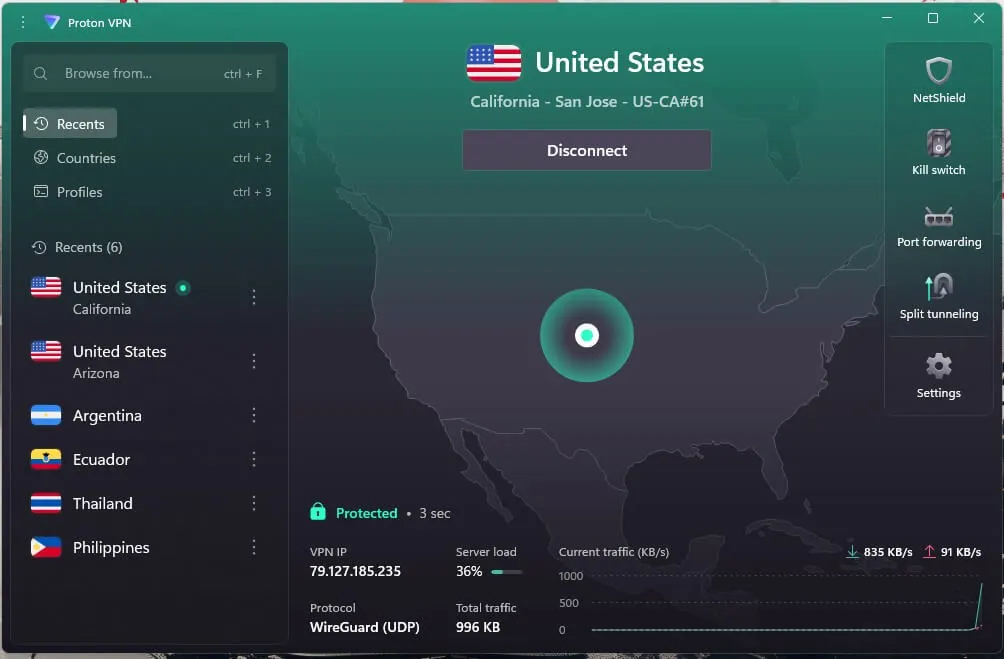 Proton VPN
Browse from... ctrl + F
Recents ctrl + 1
Countries ctrl + 2
Profiles ctrl + 3
Recents (6)
United States
California
United States
Arizona
Argentina
Ecuador
Thailand
Philippines
United States
California - San Jose - US-CA#61
Disconnect
Protected • 3 sec
VPN IP
79.127.185.235
Server load
36%
Protocol
WireGuard (UDP)
Total traffic
996 KB
Current traffic (KB/s) 835 KB/s 91 KB/s
1000
500
0
NetShield
Kill switch
Port forwarding
Split tunneling
Settings